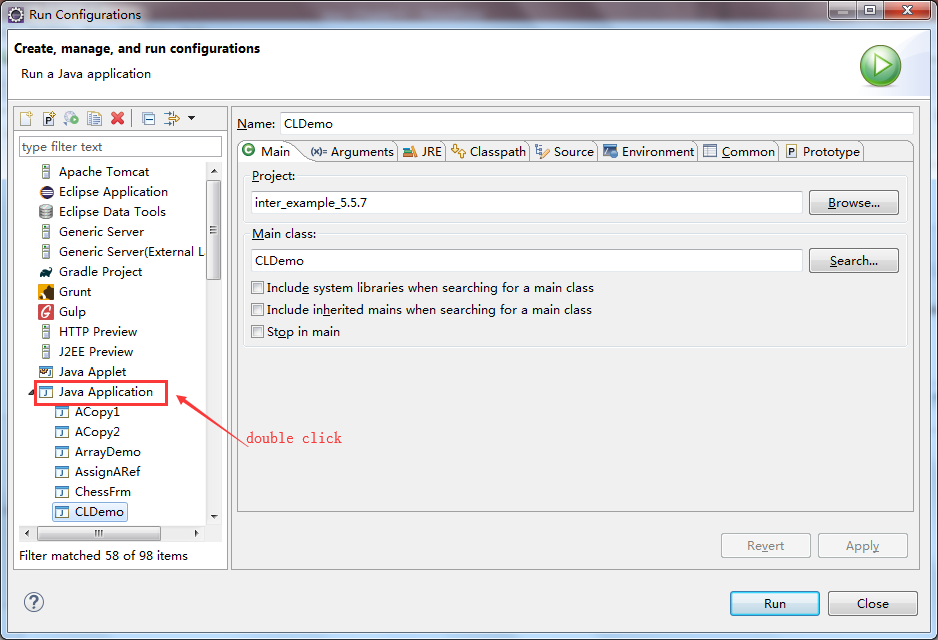 Run Configurations
Create, manage, and run configurations
Run a Java application
type filter text
Apache Tomcat
Eclipse Application
Eclipse Data Tools
Generic Server
Generic Server(External L
Gradle Project
Grunt
Gulp
HTTP Preview
J2EE Preview
Java Applet
Java Application
ACopy1
ACopy2
ArrayDemo
AssignARef
ChessFrm
CLDemo
Filter matched 58 of 98 items
double click
Name: CLDemo
Main (x)= Arguments JRE Classpath Source Environment Common Prototype
Project:
inter_example_5.5.7 Browse...
Main class:
CLDemo Search...
Include system libraries when searching for a main class
Include inherited mains when searching for a main class
Stop in main
Revert Apply
Run Close